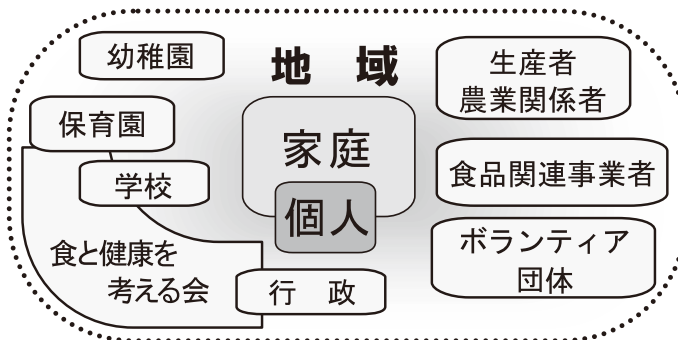 幼稚園
地　域
生産者
農業関係者
保育園
家庭
学校
食品関連事業者
個人
食と健康を
考える会
ボランティア
団体
行　政